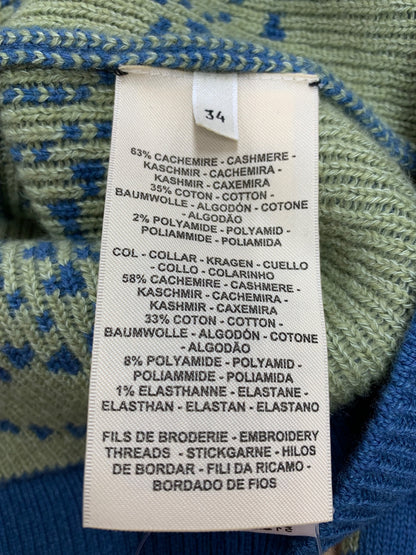 34
63% CACHEMIRE - CASHMERE -
KASCHMIR - CACHEMIRA -
KASHMIR - CAXEMIRA
35% COTON - COTTON -
BAUMWOLLE - ALGODÓN - COTONE -
ALGODÃO
2% POLYAMIDE - POLYAMID -
POLIAMMIDE - POLIAMIDA
COL - COLLAR - KRAGEN - CUELLO
- COLLO - COLARINHO
58% CACHEMIRE - CASHMERE -
KASCHMIR - CACHEMIRA -
KASHMIR - CAXEMIRA
33% COTON - COTTON -
BAUMWOLLE - ALGODÓN - COTONE -
ALGODÃO
8% POLYAMIDE - POLYAMID -
POLIAMMIDE - POLIAMIDA
1% ELASTHANNE - ELASTANE -
ELASTHAN - ELASTAN - ELASTANO
FILS DE BRODERIE - EMBROIDERY
THREADS - STICKGARNE - HILOS
DE BORDAR - FILI DA RICAMO -
BORDADO DE FIOS